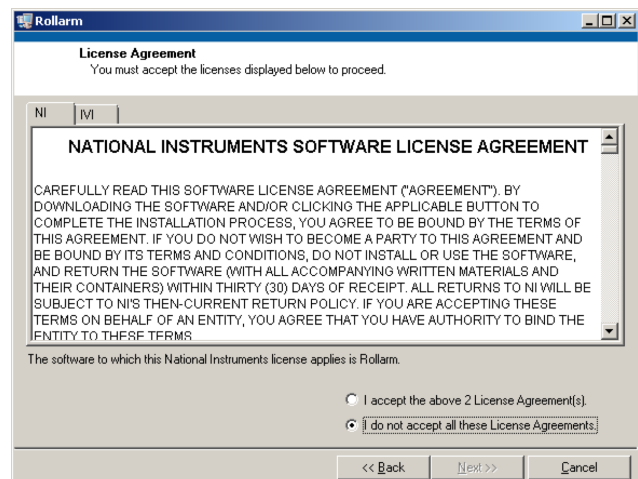 Rollarm
License Agreement
You must accept the licenses displayed below to proceed.
NI
IVI
NATIONAL INSTRUMENTS SOFTWARE LICENSE AGREEMENT
CAREFULLY READ THIS SOFTWARE LICENSE AGREEMENT ("AGREEMENT"). BY
DOWNLOADING THE SOFTWARE AND/OR CLICKING THE APPLICABLE BUTTON TO
COMPLETE THE INSTALLATION PROCESS, YOU AGREE TO BE BOUND BY THE TERMS OF
THIS AGREEMENT. IF YOU DO NOT WISH TO BECOME A PARTY TO THIS AGREEMENT AND
BE BOUND BY ITS TERMS AND CONDITIONS, DO NOT INSTALL OR USE THE SOFTWARE,
AND RETURN THE SOFTWARE (WITH ALL ACCOMPANYING WRITTEN MATERIALS AND
THEIR CONTAINERS) WITHIN THIRTY (30) DAYS OF RECEIPT. ALL RETURNS TO NI WILL BE
SUBJECT TO NI'S THEN-CURRENT RETURN POLICY. IF YOU ARE ACCEPTING THESE
TERMS ON BEHALF OF AN ENTITY, YOU AGREE THAT YOU HAVE AUTHORITY TO BIND THE
ENTITY TO THESE TERMS
The software to which this National Instruments license applies is Rollarm.
I accept the above 2 License Agreement(s).
I do not accept all these License Agreements.
<< Back
Next >>
Cancel